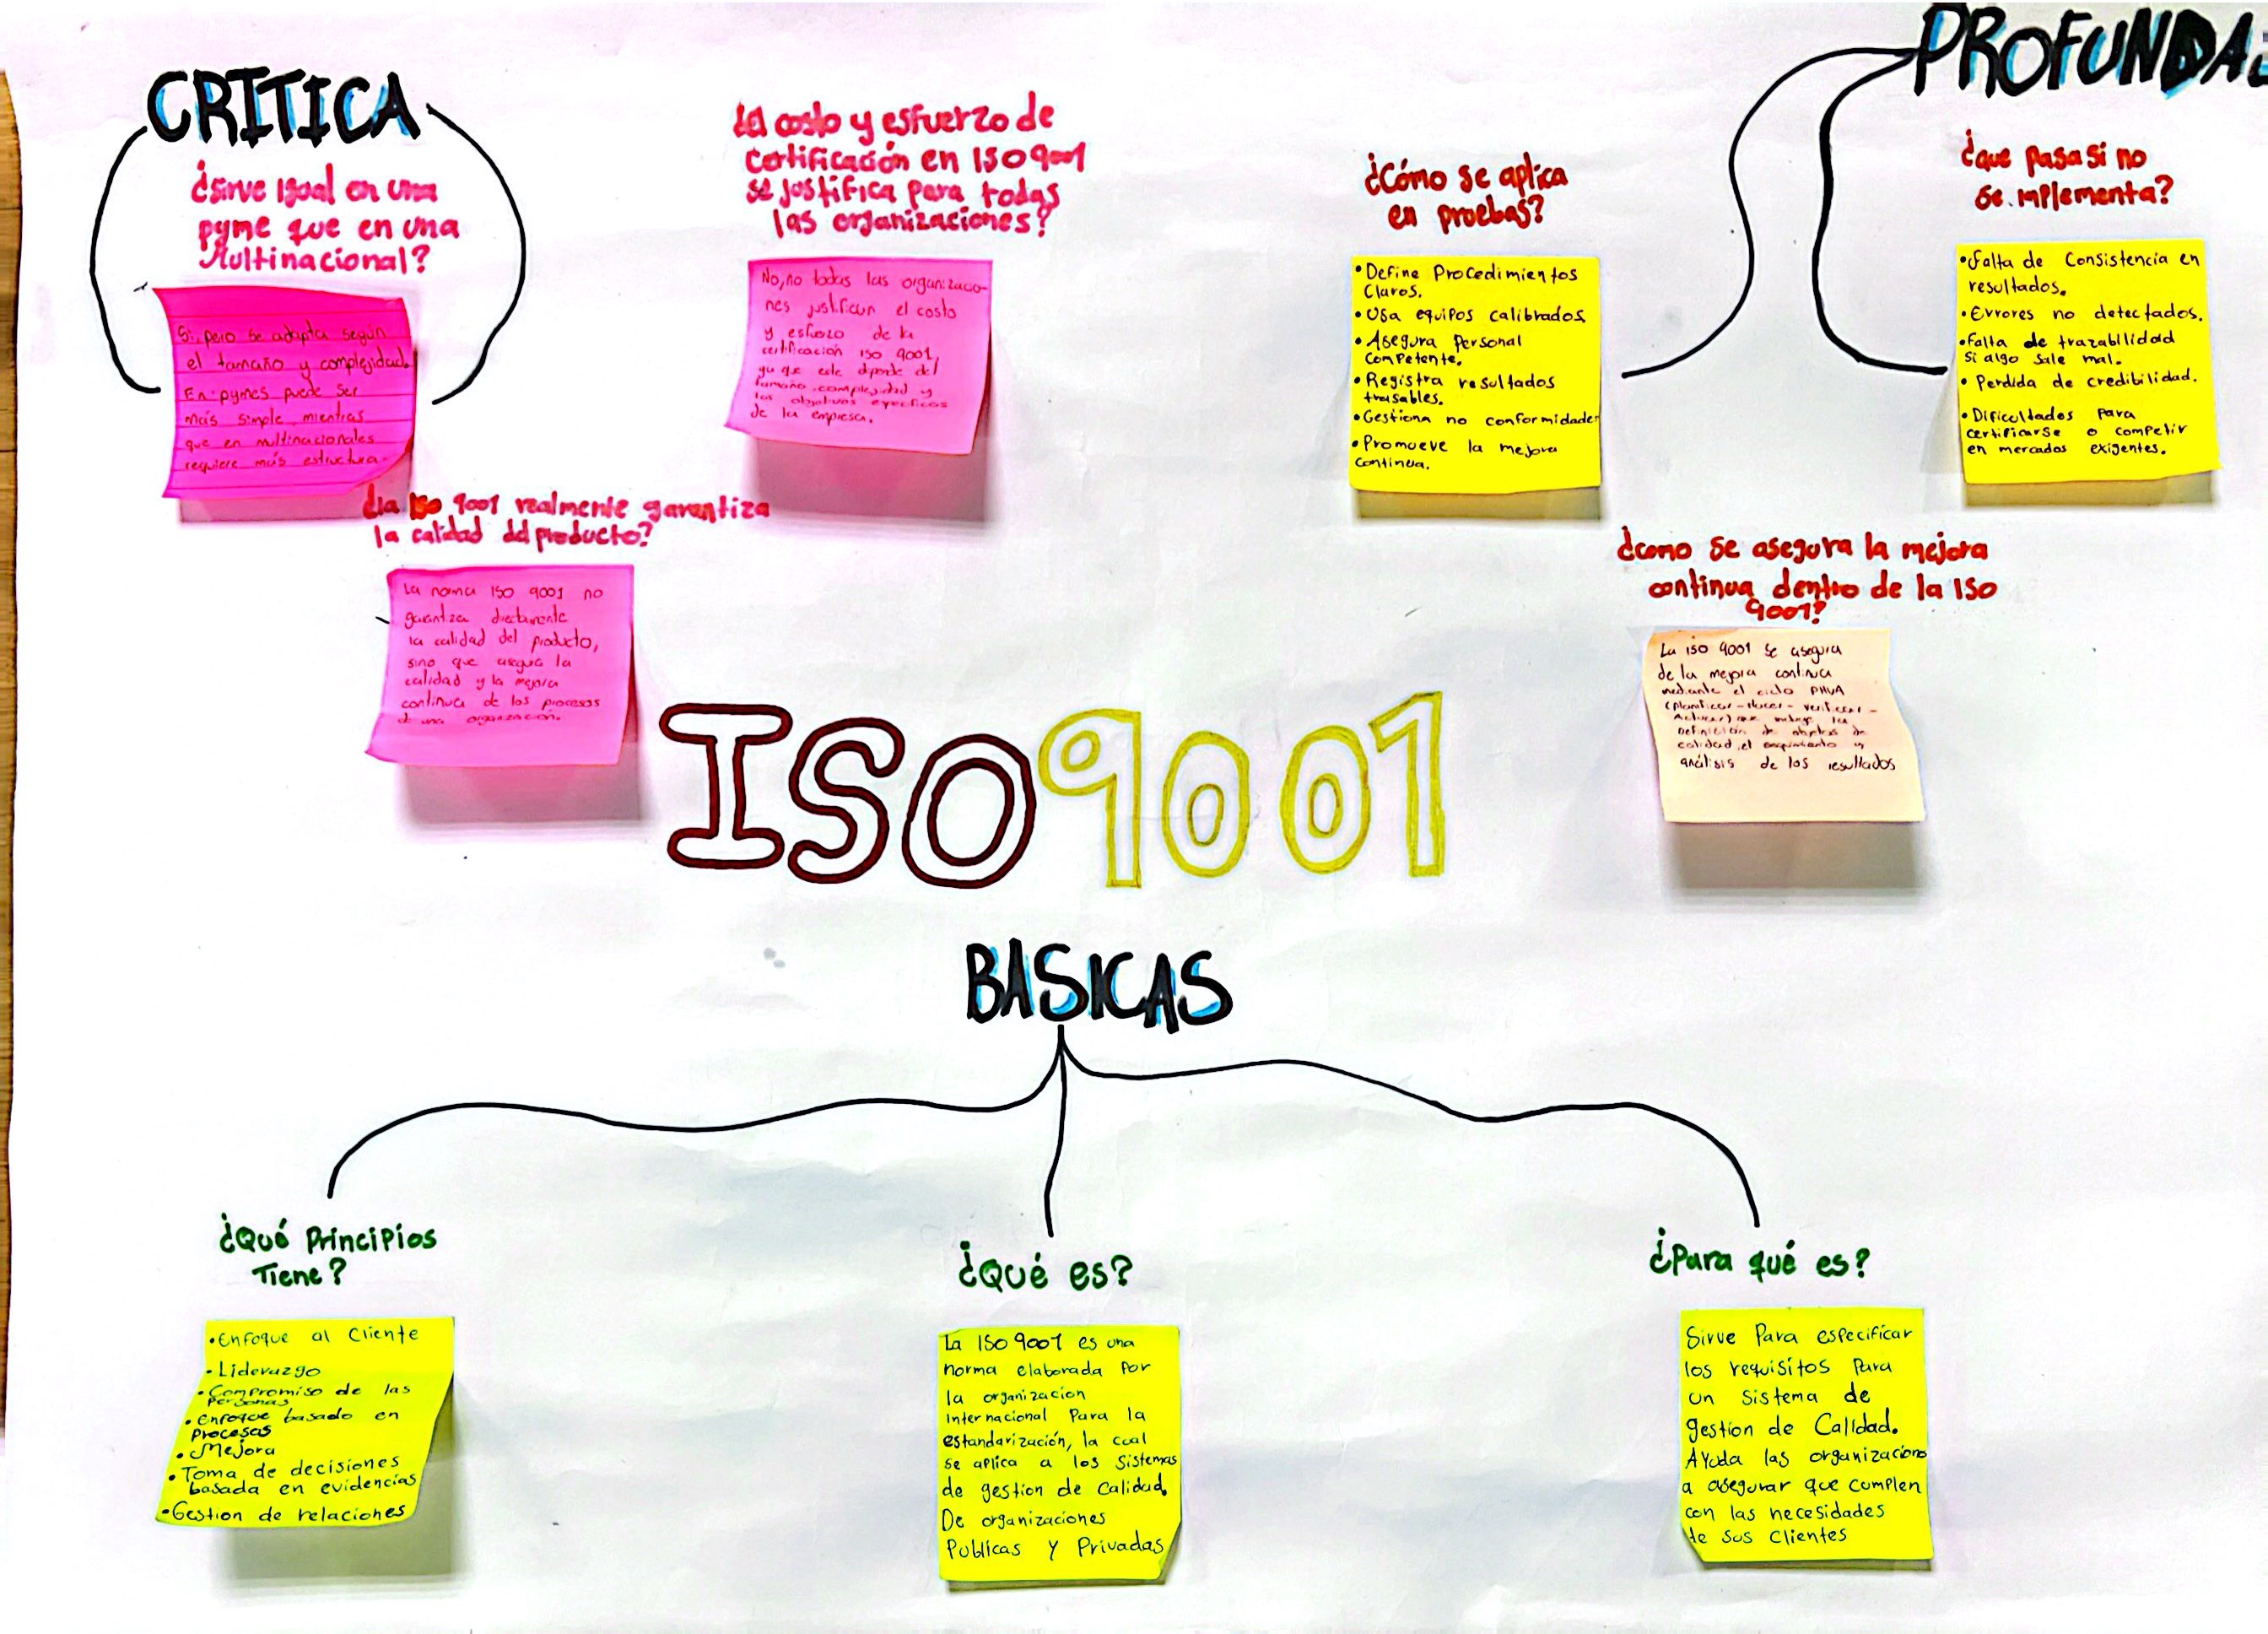 CRITICA
¿Sirve Igual en una
pyme que en una
Multinacional?
Si, pero se adapta según
el tamaño y complejidad.
En pymes puede ser
más simple, mientras
que en multinacionales
requiere más estructura.
¿El costo y esfuerzo de
certificación en ISO 9001
se justifica para todas
las organizaciones?
No, no todas las organizacio-
nes justifican el costo
y esfuerzo de la
certificación ISO 9001,
ya que este depende del
tamaño, complejidad y
los objetivos especificos
de la empresa.
¿La ISO 9001 realmente garantiza
la calidad del producto?
La norma ISO 9001 no
garantiza directamente
la calidad del producto,
sino que asegura la
calidad y la mejora
continua de los procesos
de una organización.
PROFUNDAS
¿Cómo se aplica
en pruebas?
• Define Procedimientos
Claros.
• Usa equipos calibrados
• Asegura Personal
Competente.
• Registra resultados
trasables.
• Gestiona no conformidades
• Promueve la mejora
continua.
¿que pasa si no
se implementa?
• Falta de Consistencia en
resultados.
• Errores no detectados.
• Falta de trazabilidad
si algo sale mal.
• Perdida de credibilidad.
• Dificultades para
certificarse o competir
en mercados exigentes.
¿como se asegura la mejora
continua dentro de la ISO
9001?
La iso 9001 se asegura
de la mejora continua
mediante el ciclo PHVA
(planificar - Hacer - verificar -
Actuar) que incluye la
Definición de objetivos de
calidad, el seguimiento y
análisis de los resultados
ISO 9001
BASICAS
¿Qué Principios
Tiene?
• Enfoque al Cliente
• Liderazgo
• Compromiso de las
Personas
• Enfoque basado en
Procesas
• Mejora
• Toma de decisiones
basada en evidencias
• Gestion de relaciones
¿Qué es?
La ISO 9001 es una
norma elaborada por
la organizacion
Internacional Para la
estandarización, la cual
se aplica a los Sistemas
de gestion de Calidad.
De organizaciones
Publicas y Privadas
¿Para qué es?
Sirve Para especificar
los requisitos Para
un Sistema de
gestión de Calidad.
Ayuda las organizaciono
a asegurar que cumplen
con las necesidades
de sus Clientes